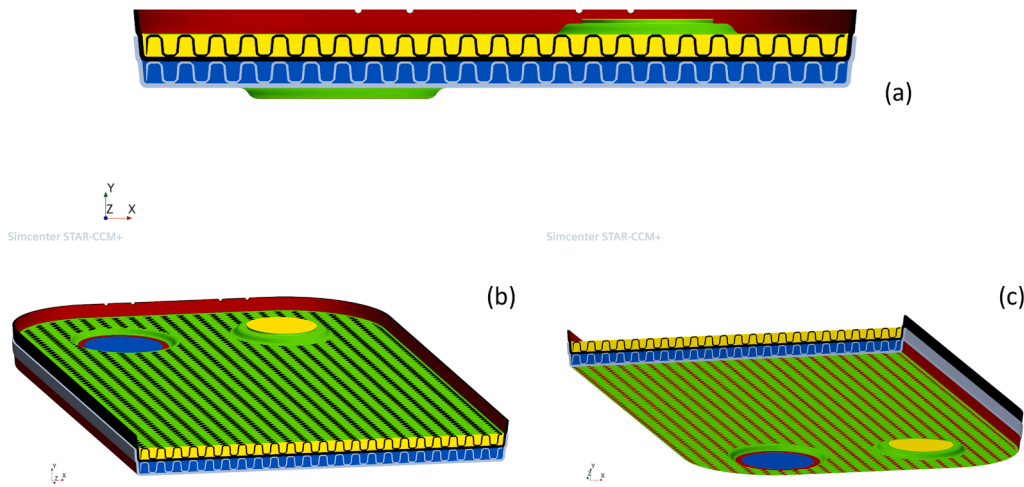 (a)
Y
Z X
Simcenter STAR-CCM+
Simcenter STAR-CCM+
(b)
(c)
Y
Z X
Y
Z X